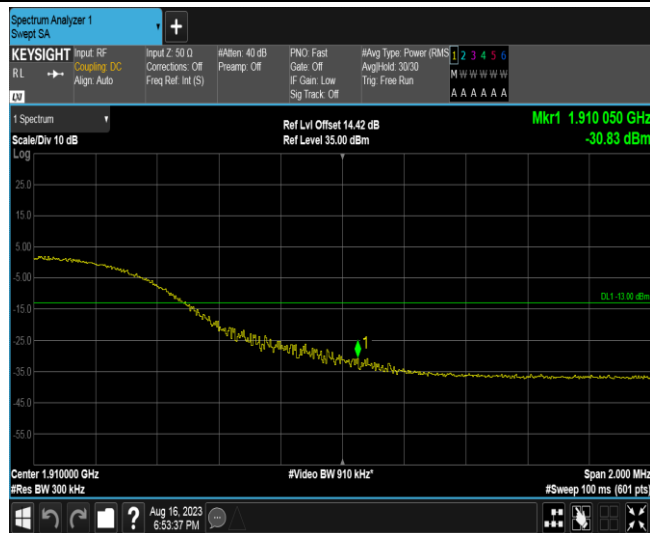 Spectrum Analyzer 1
Swept SA
+
KEYSIGHT
RL
LXI
Input: RF
Coupling: DC
Align: Auto
Input Z: 50 Ω
Corrections: Off
Freq Ref: Int (S)
#Atten: 40 dB
Preamp: Off
PNO: Fast
Gate: Off
IF Gain: Low
Sig Track: Off
#Avg Type: Power (RMS
Avg|Hold: 30/30
Trig: Free Run
1 2 3 4 5 6
M W W W W W
A A A A A A
1 Spectrum
Scale/Div 10 dB
Ref Lvl Offset 14.42 dB
Ref Level 35.00 dBm
Mkr1 1.910 050 GHz
-30.83 dBm
Log
25.0
15.0
5.00
-5.00
-15.0
-25.0
-35.0
-45.0
-55.0
DL1 -13.00 dBm
1
Center 1.910000 GHz
#Res BW 300 kHz
#Video BW 910 kHz*
Span 2.000 MHz
#Sweep 100 ms (601 pts)
?
Aug 16, 2023
6:53:37 PM